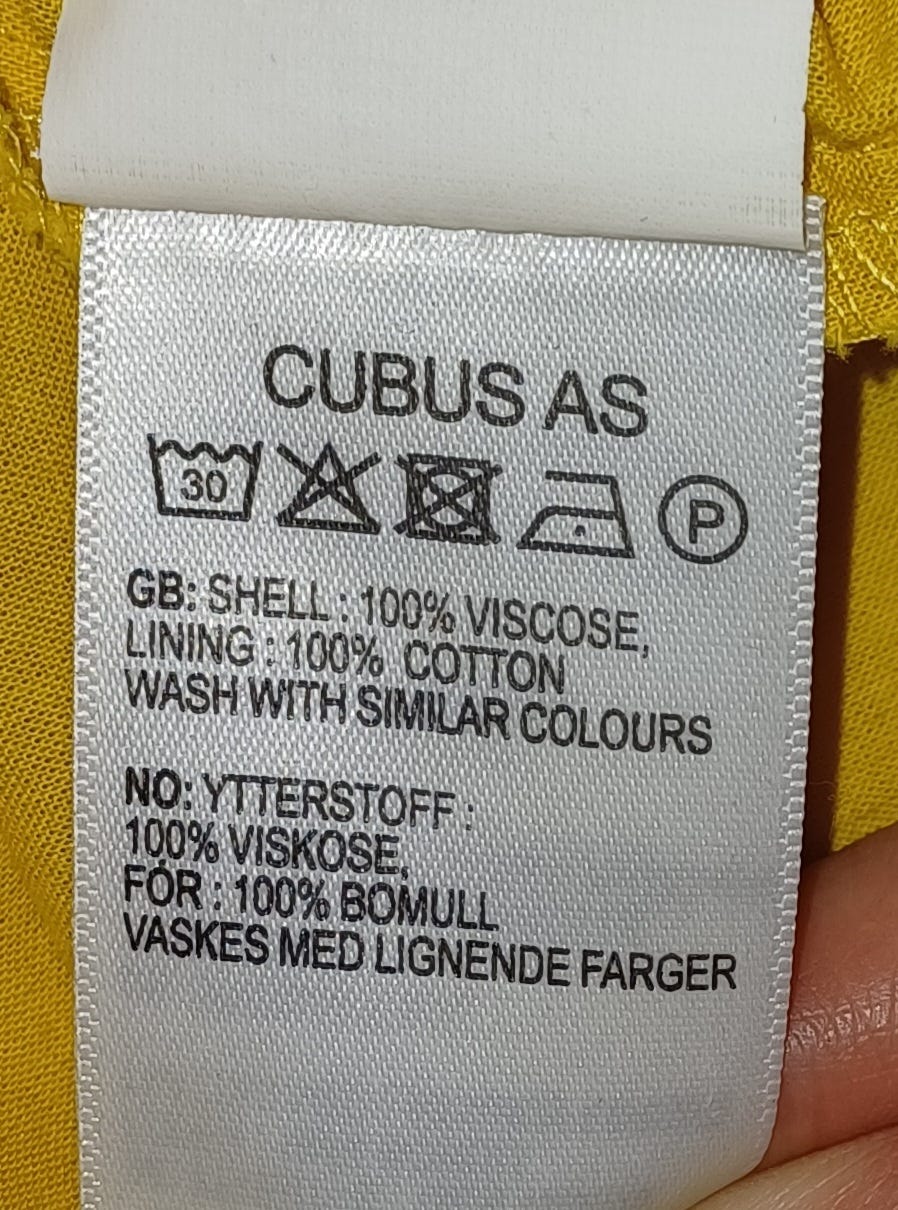 CUBUS AS
30 P
GB: SHELL : 100% VISCOSE,
LINING : 100% COTTON
WASH WITH SIMILAR COLOURS
NO: YTTERSTOFF :
100% VISKOSE,
FÓR : 100% BOMULL
VASKES MED LIGNENDE FARGER